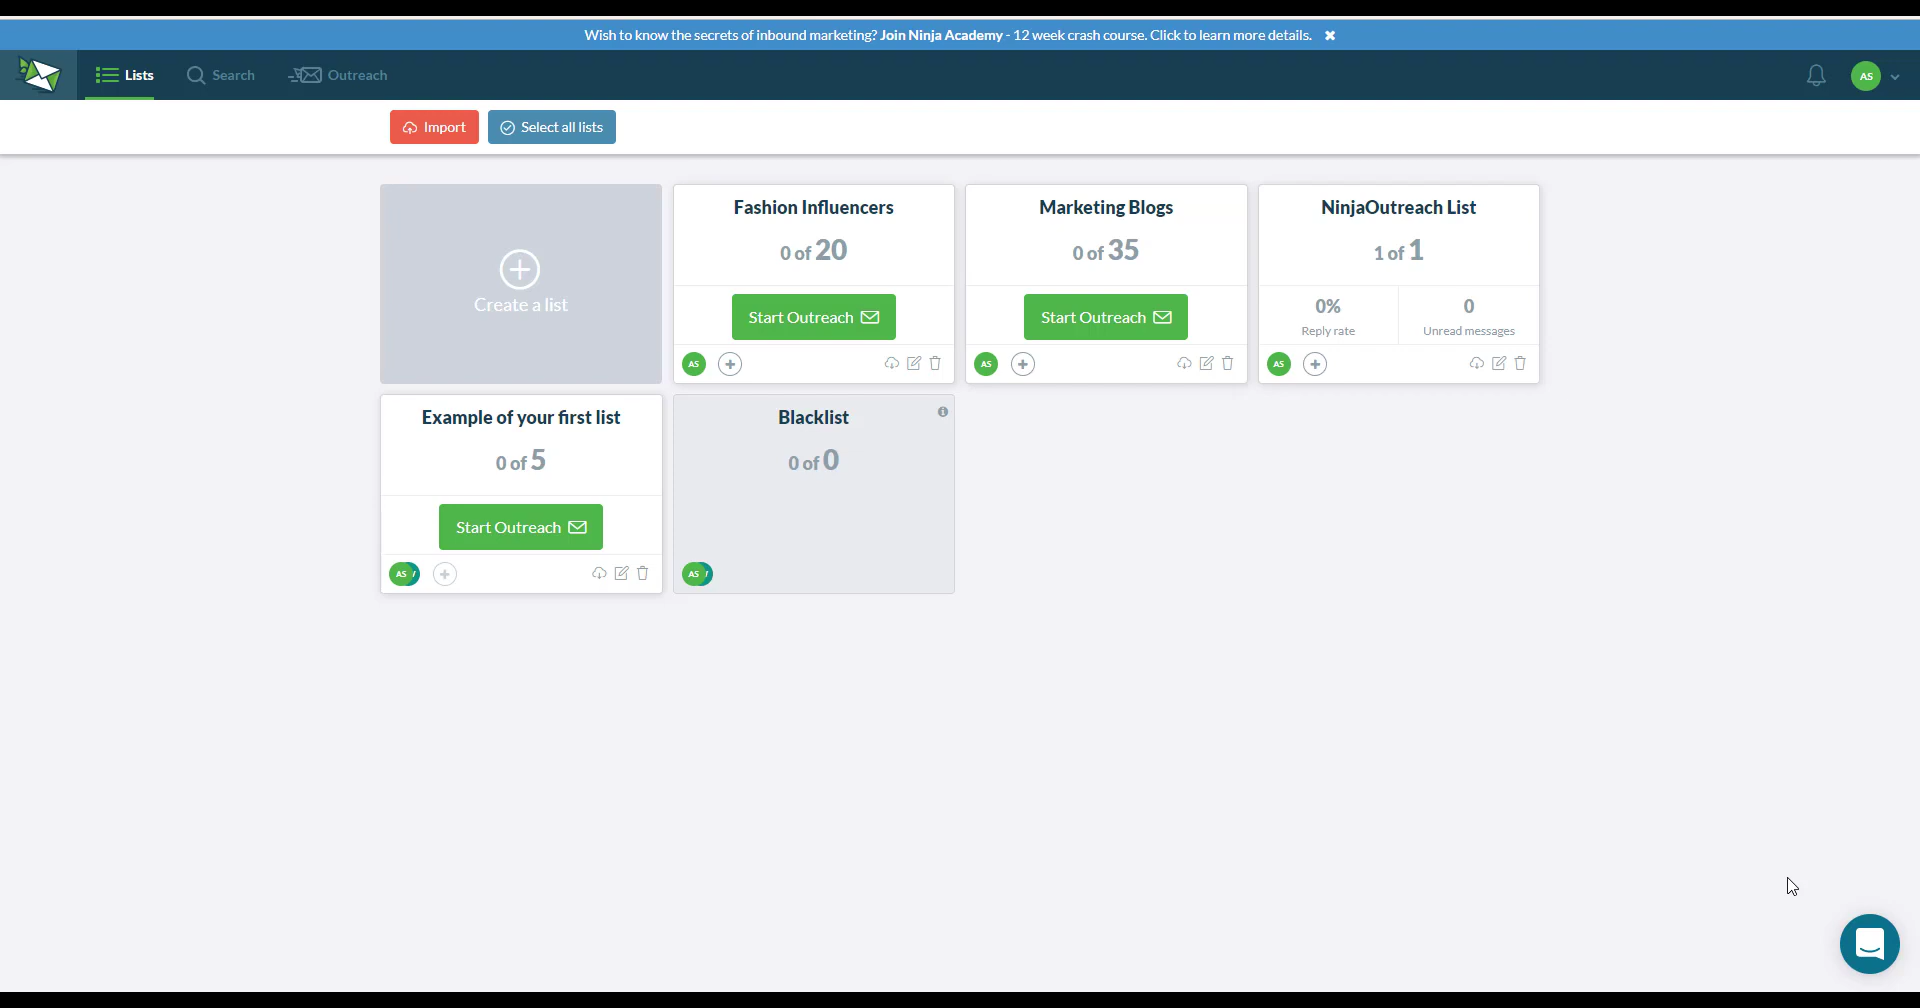 Wish to know the secrets of inbound marketing? Join Ninja Academy - 12 week crash course. Click to learn more details.
Lists
Search
Outreach
AS
Import
Select all lists
Create a list
Fashion Influencers
0 of 20
Start Outreach
AS
Marketing Blogs
0 of 35
Start Outreach
AS
NinjaOutreach List
1 of 1
0%
Reply rate
0
Unread messages
AS
Example of your first list
0 of 5
Start Outreach
AS
Blacklist
0 of 0
AS